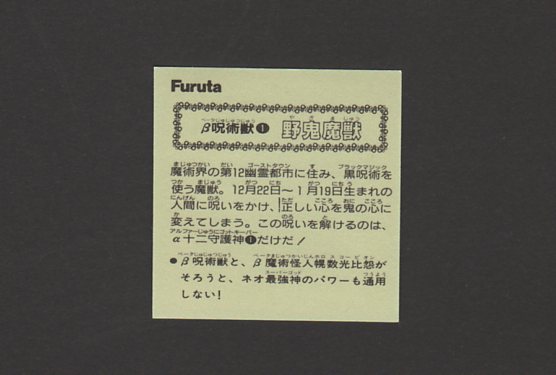 Furuta
β呪術獣❶ 野鬼魔獣
魔術界の第12幽霊都市に住み、黒呪術を
使う魔獣。12月22日〜1月19日生まれの
人間に呪いをかけ、正しい心を鬼の心に
変えてしまう。この呪いを解けるのは、
α十二守護神❶だけだ！
●β呪術獣と、β魔術怪人幌数光比怨が
そろうと、ネオ最強神のパワーも通用
しない！